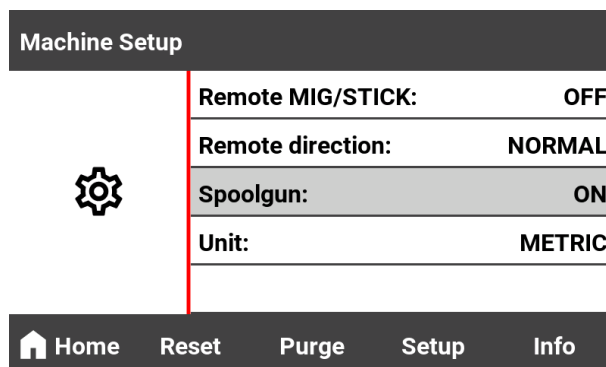 Machine Setup
Remote MIG/STICK: OFF
Remote direction: NORMAL
Spoolgun: ON
Unit: METRIC
Home Reset Purge Setup Info